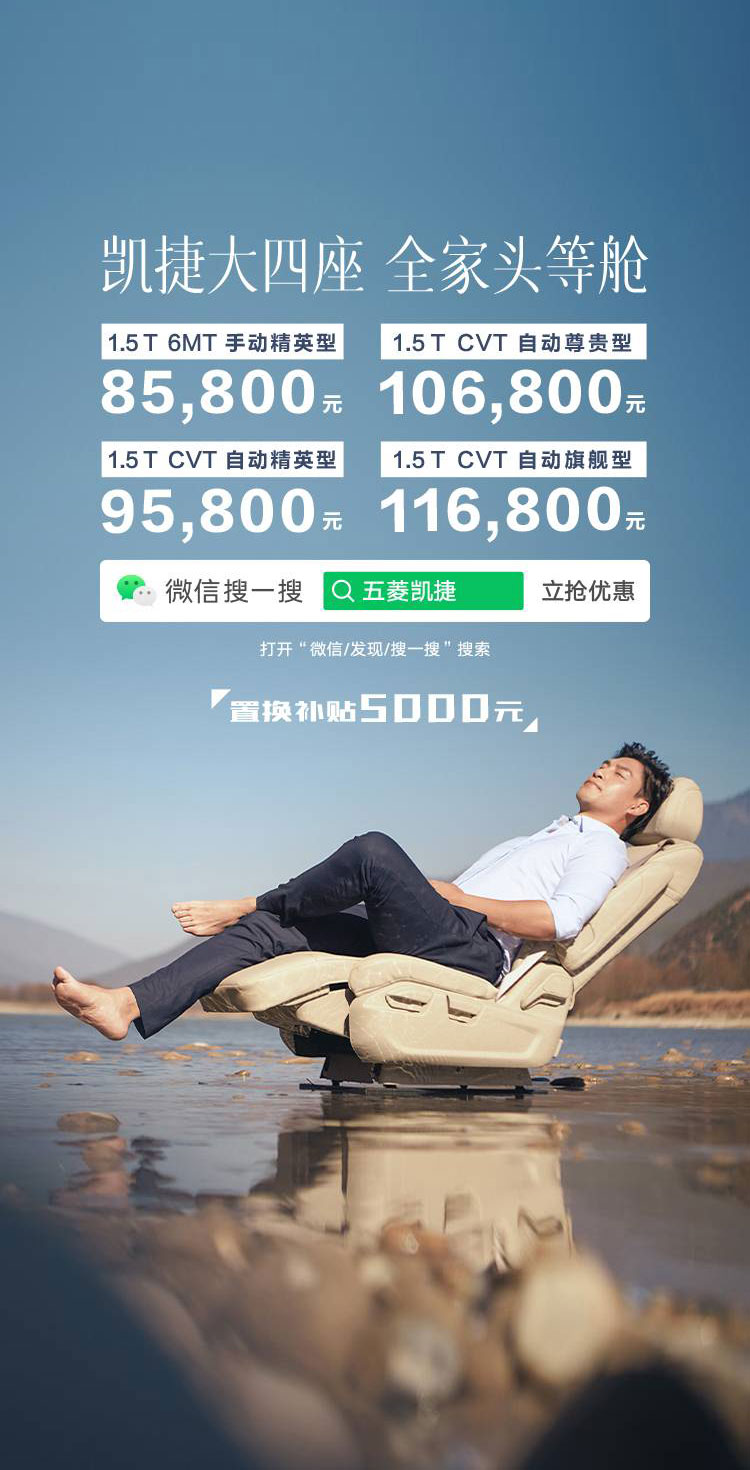 凯捷大四座 全家头等舱
1.5T 6MT 手动精英型
85,800元
1.5T CVT 自动尊贵型
106,800元
1.5T CVT 自动精英型
95,800元
1.5T CVT 自动旗舰型
116,800元
微信搜一搜 五菱凯捷 立抢优惠
打开“微信/发现/搜一搜”搜索
置换补贴5000元